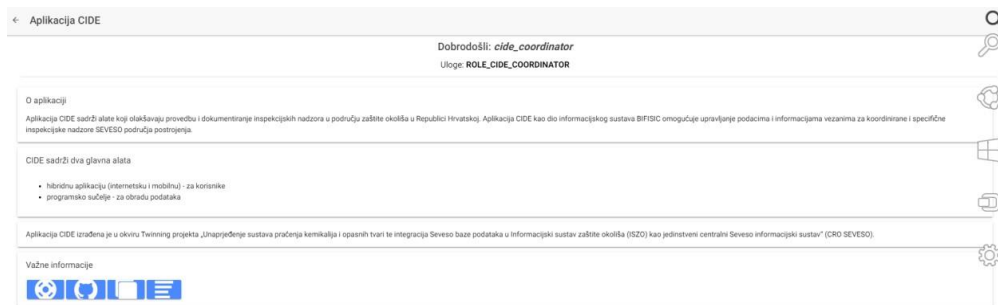 Aplikacija CIDE
Dobrodošli: cide_coordinator
Uloge: ROLE_CIDE_COORDINATOR
O aplikaciji
Aplikacija CIDE sadrži alate koji olakšavaju provedbu i dokumentiranje inspekcijskih nadzora u području zaštite okoliša u Republici Hrvatskoj. Aplikacija CIDE kao dio informacijskog sustava BIFISIC omogućuje upravljanje podacima i informacijama vezanima za koordinirane i specifične
inspekcijske nadzore SEVESO područja postrojenja.
CIDE sadrži dva glavna alata
hibridnu aplikaciju (internetsku i mobilnu) - za korisnike
programsko sučelje - za obradu podataka
Aplikacija CIDE izrađena je u okviru Twinning projekta „Unaprjeđenje sustava praćenja kemikalija i opasnih tvari te integracija Seveso baze podataka u Informacijski sustav zaštite okoliša (ISZO) kao jedinstveni centralni Seveso informacijski sustav" (CRO SEVESO).
Važne informacije